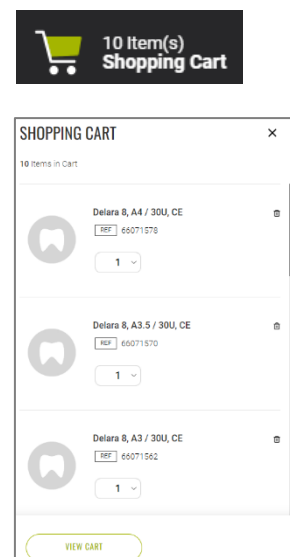 10 Item(s)
Shopping Cart
SHOPPING CART
10 Items in Cart
Delara 8, A4 / 30U, CE
REF 66071578
1
Delara 8, A3.5 / 30U, CE
REF 66071570
1
Delara 8, A3 / 30U, CE
REF 66071562
1
VIEW CART